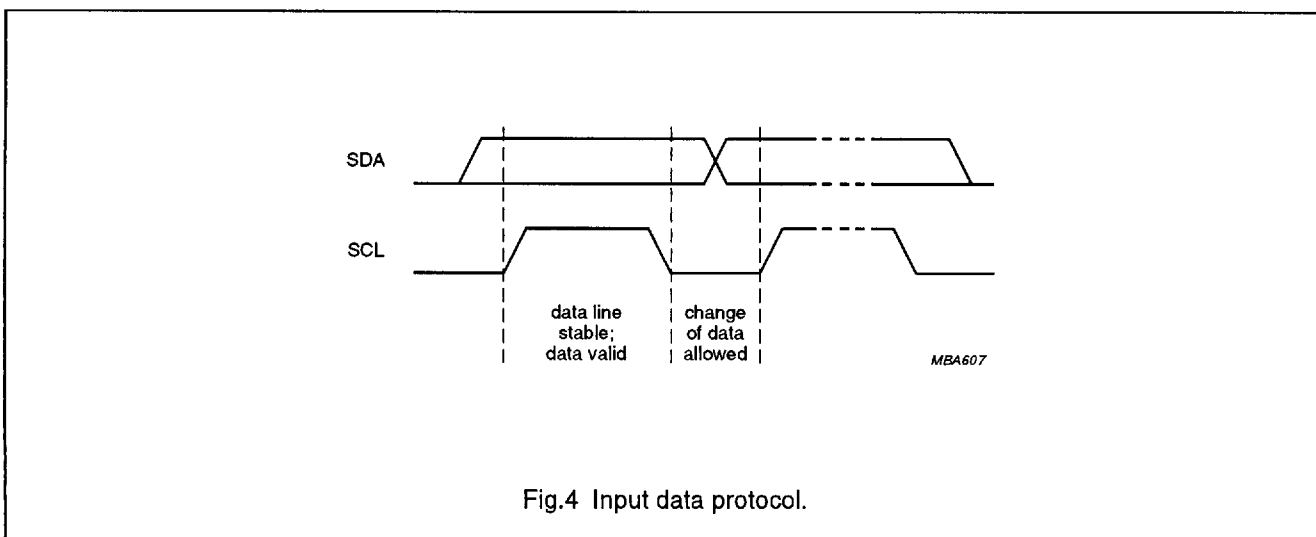 SDA
SCL
data line
stable;
data valid
change
of data
allowed
MBA607
Fig.4 Input data protocol.